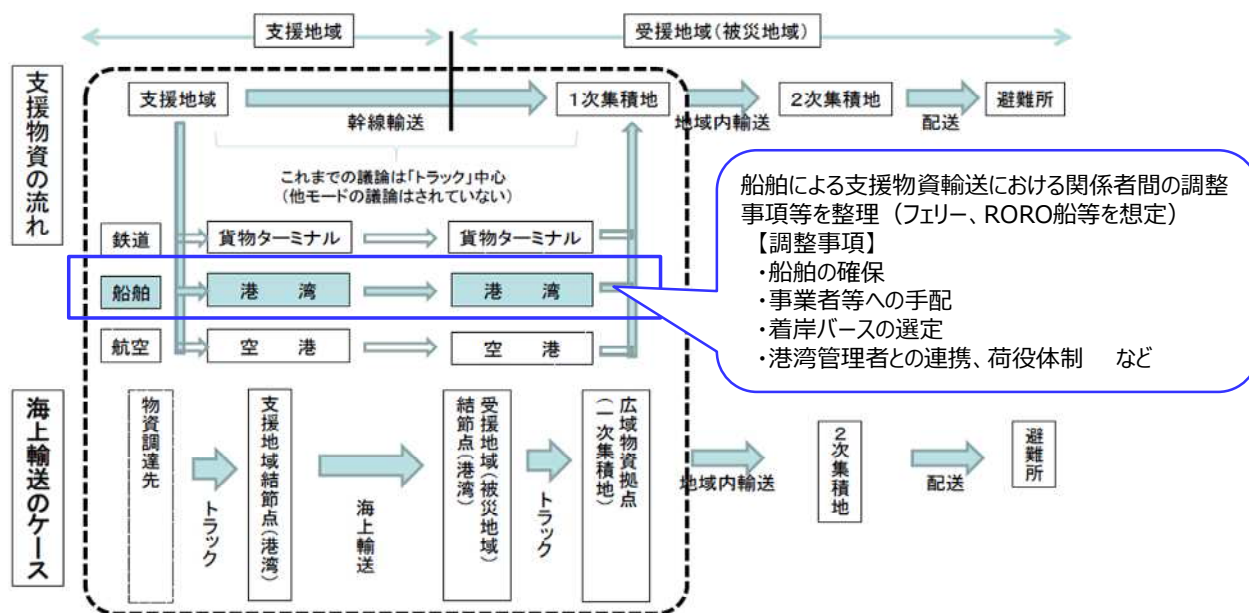 支援地域
受援地域(被災地域)
支援物資の流れ
支援地域
1次集積地
2次集積地
避難所
幹線輸送
地域内輸送
配送
これまでの議論は「トラック」中心
(他モードの議論はされていない)
鉄道
貨物ターミナル
貨物ターミナル
船舶
港 湾
港 湾
航空
空 港
空 港
船舶による支援物資輸送における関係者間の調整
事項等を整理(フェリー、RORO船等を想定)
【調整事項】
・船舶の確保
・事業者等への手配
・着岸バースの選定
・港湾管理者との連携、荷役体制 など
海上輸送のケース
物資調達先
トラック
支援地域結節点(港湾)
海上輸送
受援地域(被災地域)
結節点(港湾)
トラック
広域物資拠点
(一次集積地)
地域内輸送
2次集積地
配送
避難所